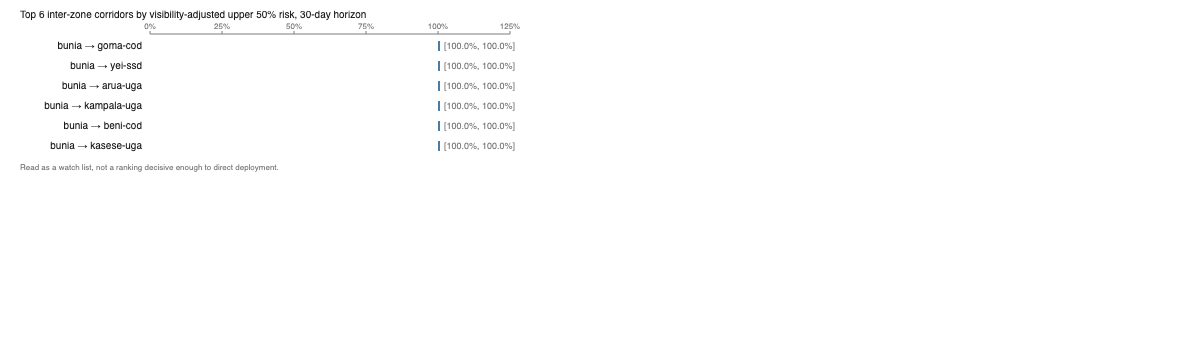 Top 6 inter-zone corridors by visibility-adjusted upper 50% risk, 30-day horizon
0% 25% 50% 75% 100% 125%
bunia → goma-cod [100.0%, 100.0%]
bunia → yei-ssd [100.0%, 100.0%]
bunia → arua-uga [100.0%, 100.0%]
bunia → kampala-uga [100.0%, 100.0%]
bunia → beni-cod [100.0%, 100.0%]
bunia → kasese-uga [100.0%, 100.0%]
Read as a watch list, not a ranking decisive enough to direct deployment.